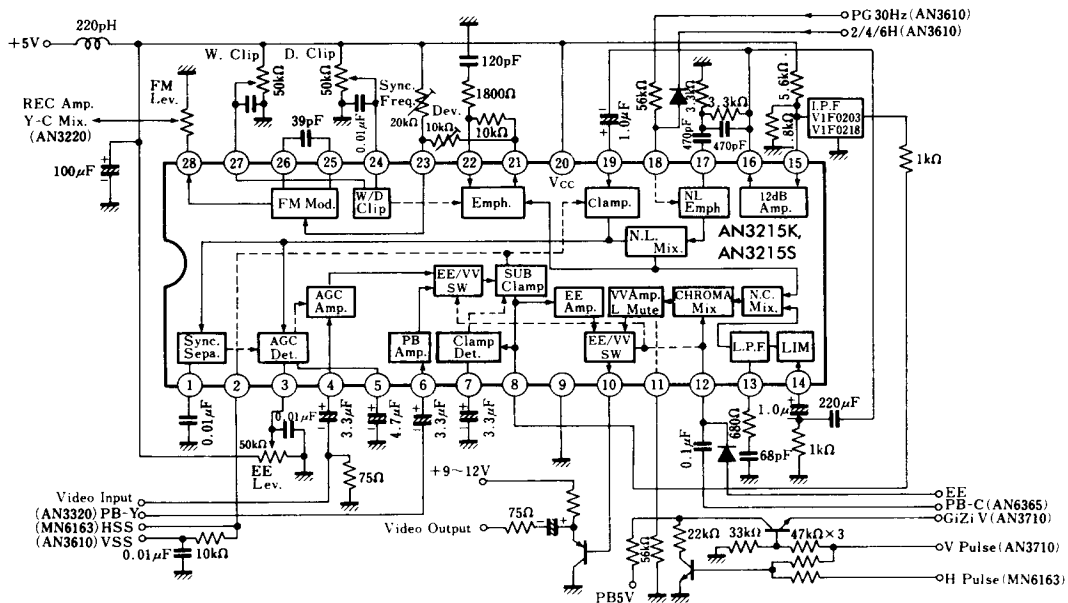 220pH
+5V
W. Clip
D. Clip
PG 30Hz (AN3610)
2/4/6H (AN3610)
FM
Lev.
50kΩ
50kΩ
0.01μF
Sync.
Freq.
20kΩ
Dev.
10kΩ
120pF
1800Ω
10kΩ
1.0μF
56kΩ
3.3kΩ
3.3kΩ
470pF
470pF
5.6kΩ
1.8kΩ
I.P.F
V1F0203
V1F0218
1kΩ
REC Amp.
Y-C Mix.
(AN3220)
100μF
39pF
28 27 26 25 24 23 22 21 20 19 18 17 16 15
VCC
FM Mod.
W/D
Clip
Emph.
Clamp.
NL
Emph
12dB
Amp.
AN3215K,
AN3215S
N.L.
Mix.
AGC
Amp.
EE/VV
SW
SUB
Clamp
EE
Amp.
VVAmp.
L Mute
CHROMA
Mix
N.C.
Mix.
Sync.
Sepa.
AGC
Det.
PB
Amp.
Clamp
Det.
EE/VV
SW
L.P.F
LIM
1 2 3 4 5 6 7 8 9 10 11 12 13 14
0.01μF
0.01μF
50kΩ
EE
Lev.
3.3μF
75Ω
4.7μF
3.3μF
3.3μF
0.1μF
680Ω
68pF
1.0μF
220μF
1kΩ
+9~12V
Video Input
(AN3320) PB-Y
(MN6163) HSS
(AN3610) VSS
0.01μF
10kΩ
Video Output
75Ω
56kΩ
PB5V
22kΩ
33kΩ
47kΩ×3
EE
PB-C (AN6365)
GiZi V (AN3710)
V Pulse (AN3710)
H Pulse (MN6163)